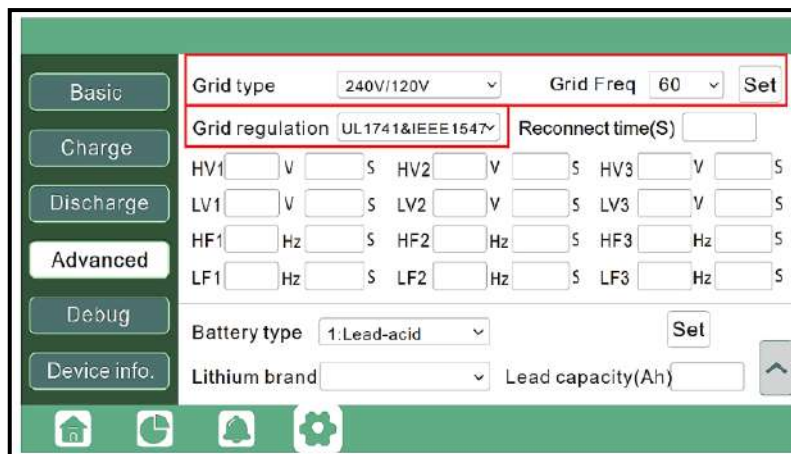 Basic
Charge
Discharge
Advanced
Debug
Device info.
Grid type 240V/120V Grid Freq 60 Set
Grid regulation UL1741&IEEE1547 Reconnect time(S)
HV1 V S HV2 V S HV3 V S
LV1 V S LV2 V S LV3 V S
HF1 Hz S HF2 Hz S HF3 Hz S
LF1 Hz S LF2 Hz S LF3 Hz S
Battery type 1:Lead-acid Set
Lithium brand Lead capacity(Ah)